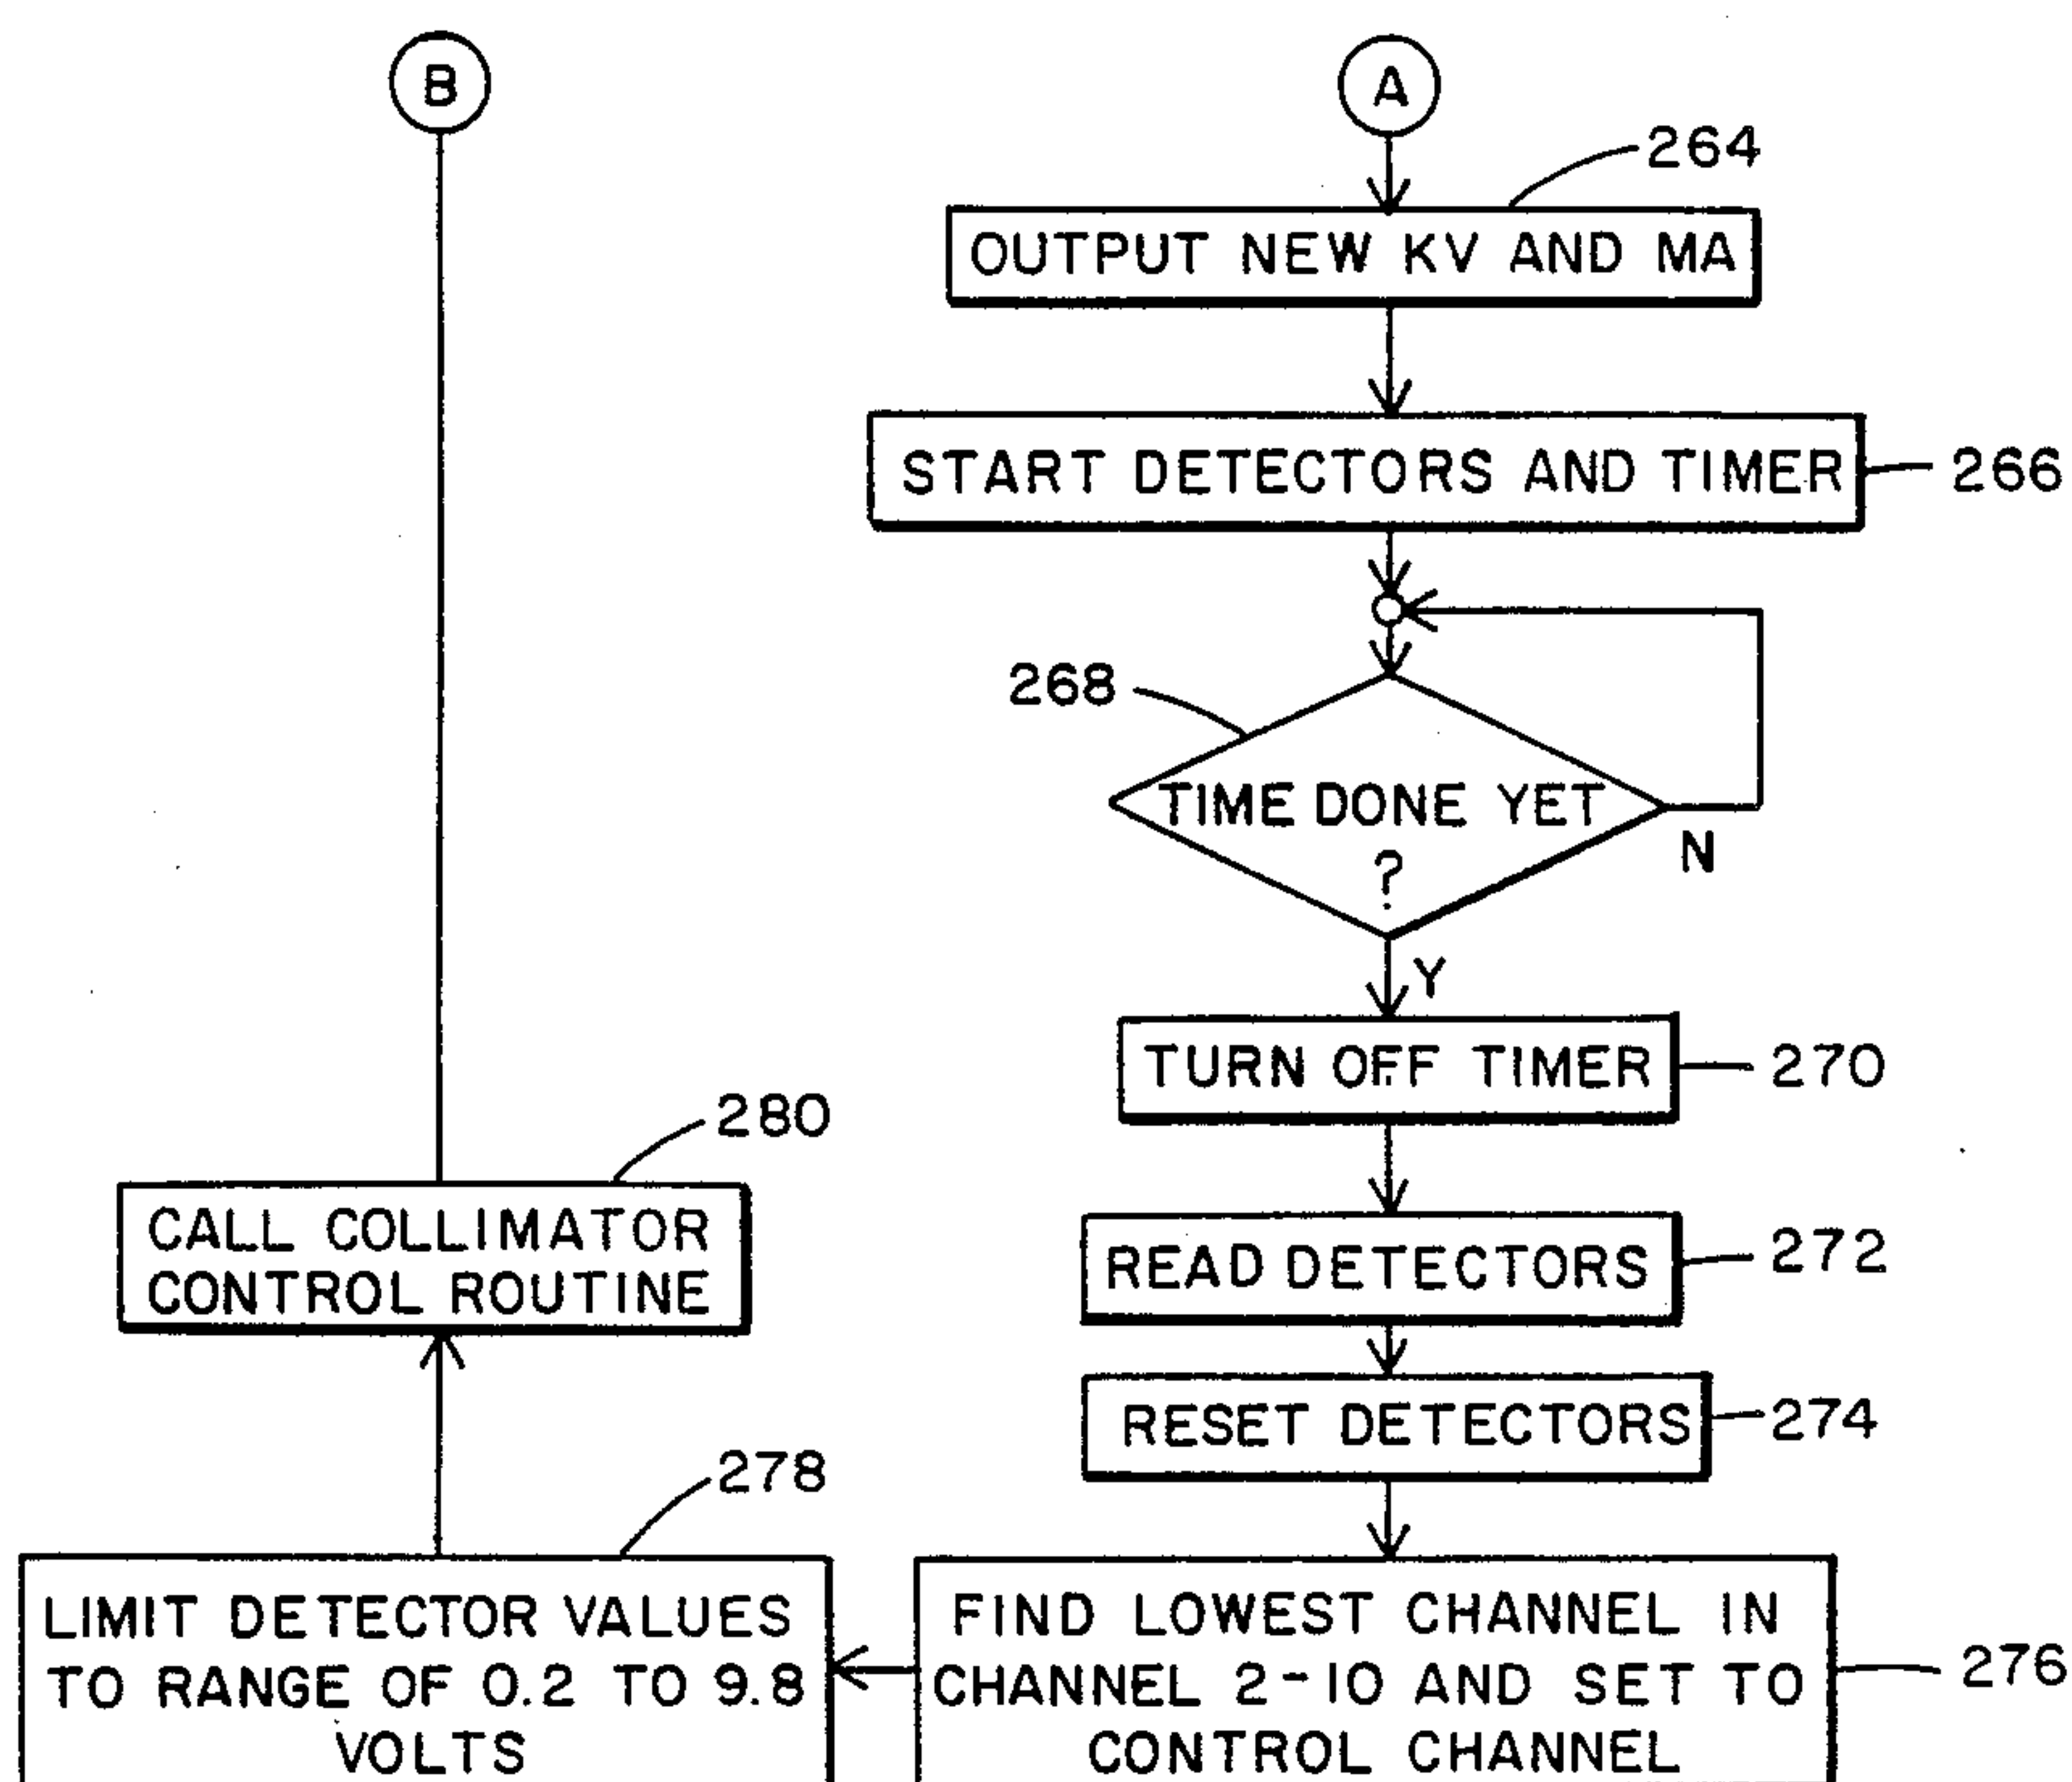 B
A
264
OUTPUT NEW KV AND MA
START DETECTORS AND TIMER
266
268
TIME DONE YET
?
N
Y
TURN OFF TIMER
270
280
CALL COLLIMATOR
CONTROL ROUTINE
READ DETECTORS
272
RESET DETECTORS
274
278
LIMIT DETECTOR VALUES
TO RANGE OF 0.2 TO 9.8
VOLTS
FIND LOWEST CHANNEL IN
CHANNEL 2-10 AND SET TO
CONTROL CHANNEL
276